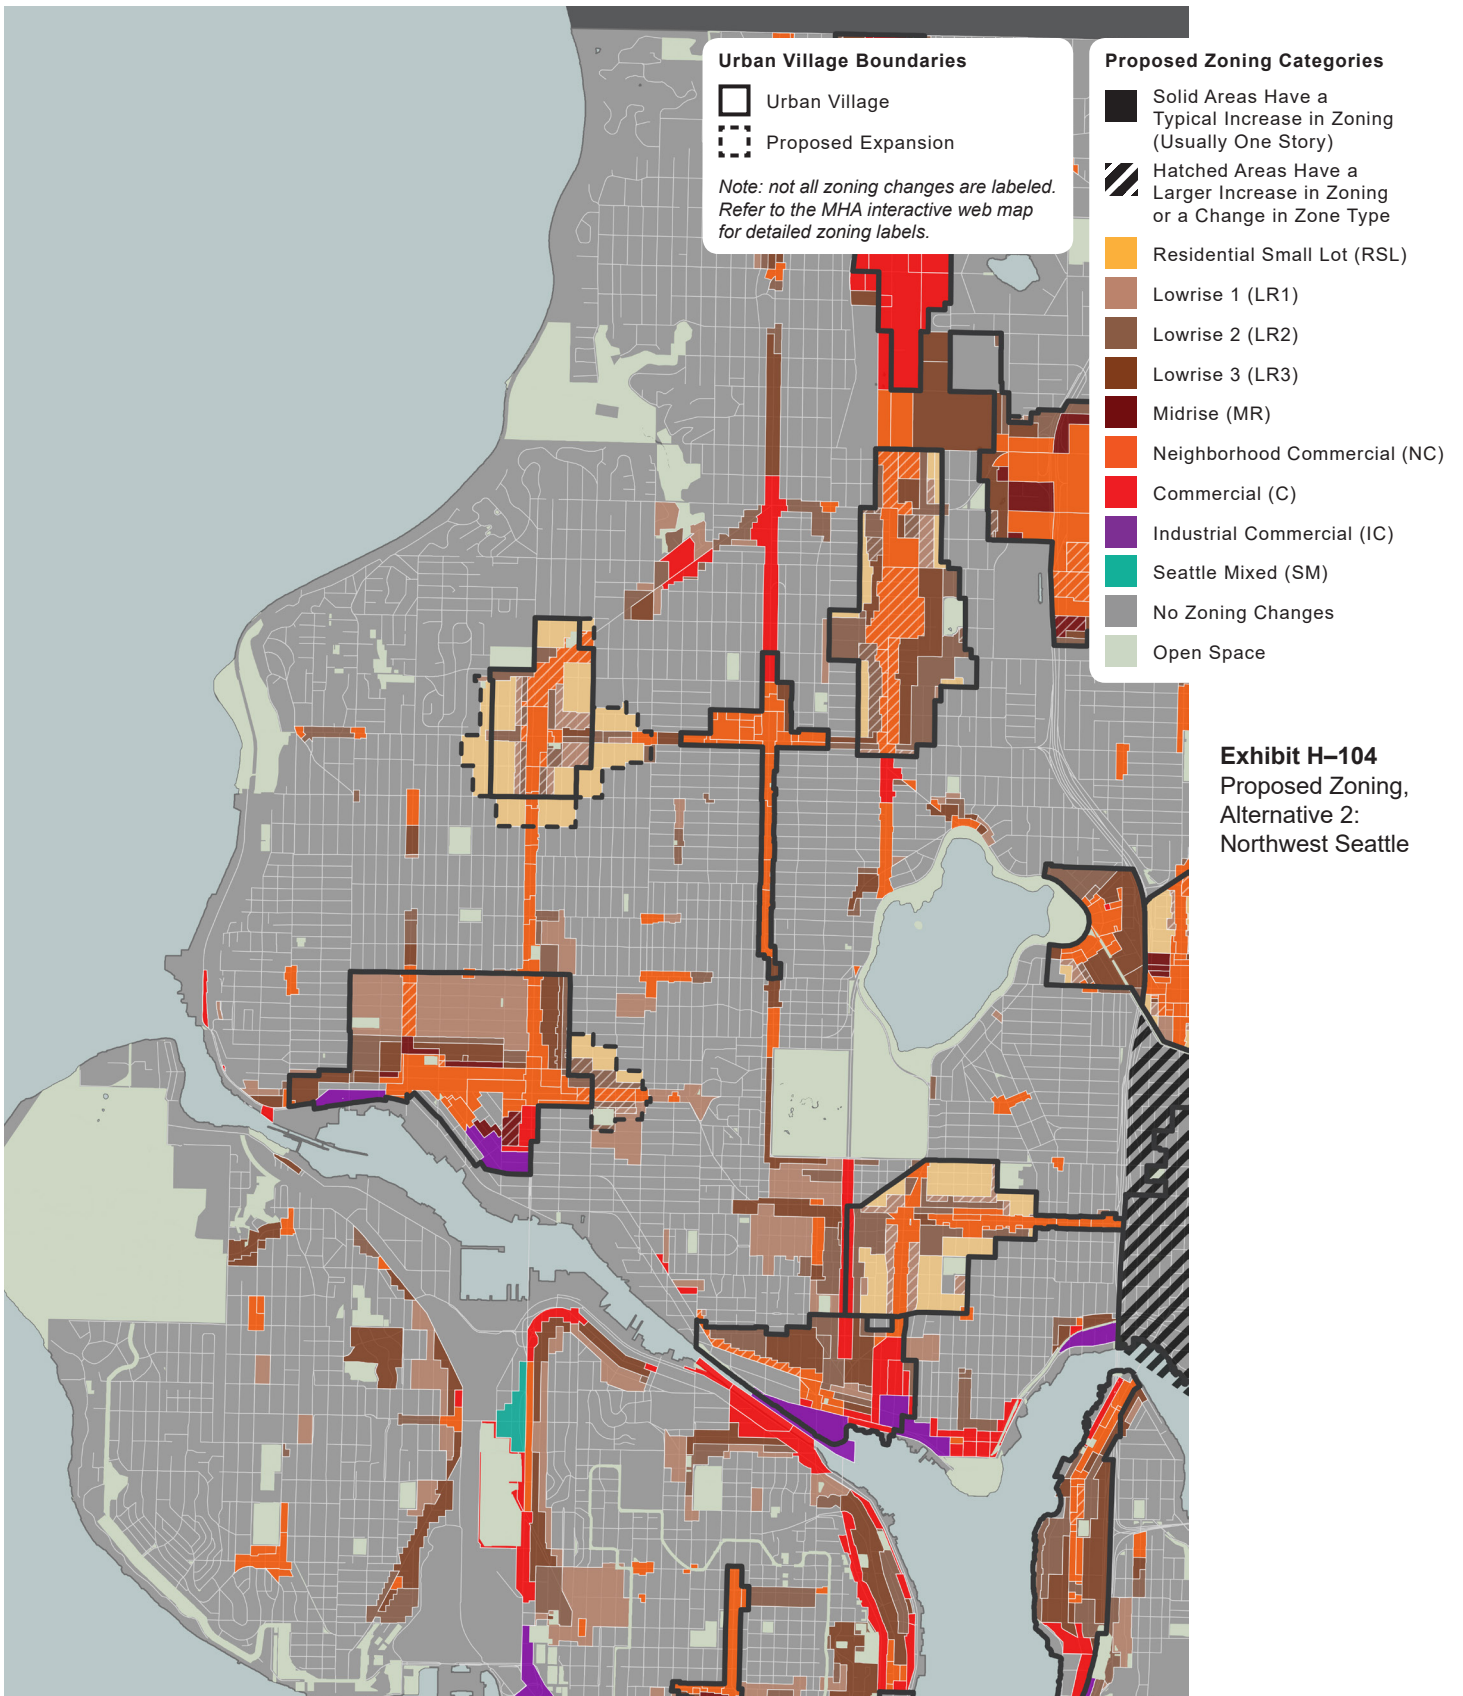 Urban Village Boundaries
Urban Village
Proposed Expansion
Note: not all zoning changes are labeled.
Refer to the MHA interactive web map
for detailed zoning labels.
Proposed Zoning Categories
Solid Areas Have a
Typical Increase in Zoning
(Usually One Story)
Hatched Areas Have a
Larger Increase in Zoning
or a Change in Zone Type
Residential Small Lot (RSL)
Lowrise 1 (LR1)
Lowrise 2 (LR2)
Lowrise 3 (LR3)
Midrise (MR)
Neighborhood Commercial (NC)
Commercial (C)
Industrial Commercial (IC)
Seattle Mixed (SM)
No Zoning Changes
Open Space
Exhibit H–104
Proposed Zoning,
Alternative 2:
Northwest Seattle